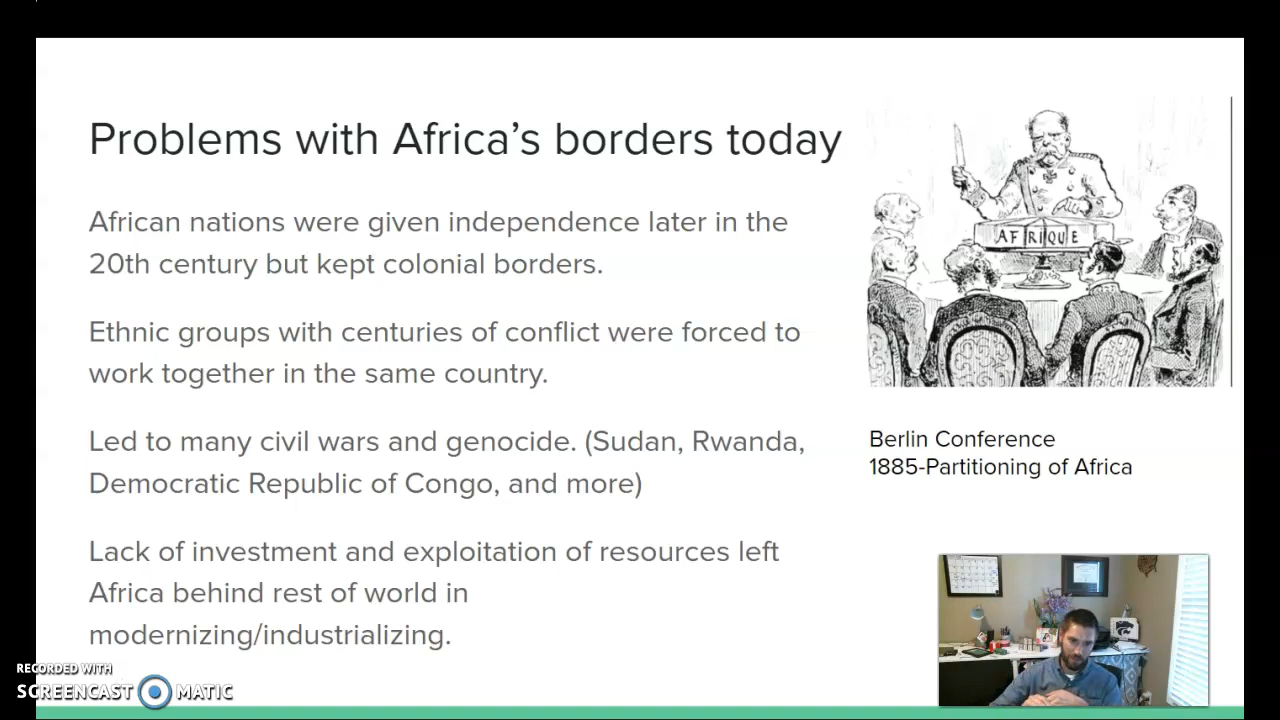 Problems with Africa’s borders today
African nations were given independence later in the
20th century but kept colonial borders.
Ethnic groups with centuries of conflict were forced to
work together in the same country.
Led to many civil wars and genocide. (Sudan, Rwanda,
Democratic Republic of Congo, and more)
Lack of investment and exploitation of resources left
Africa behind rest of world in
modernizing/industrializing.
AFRIQUE
Berlin Conference
1885-Partitioning of Africa
RECORDED WITH
SCREENCAST MATIC